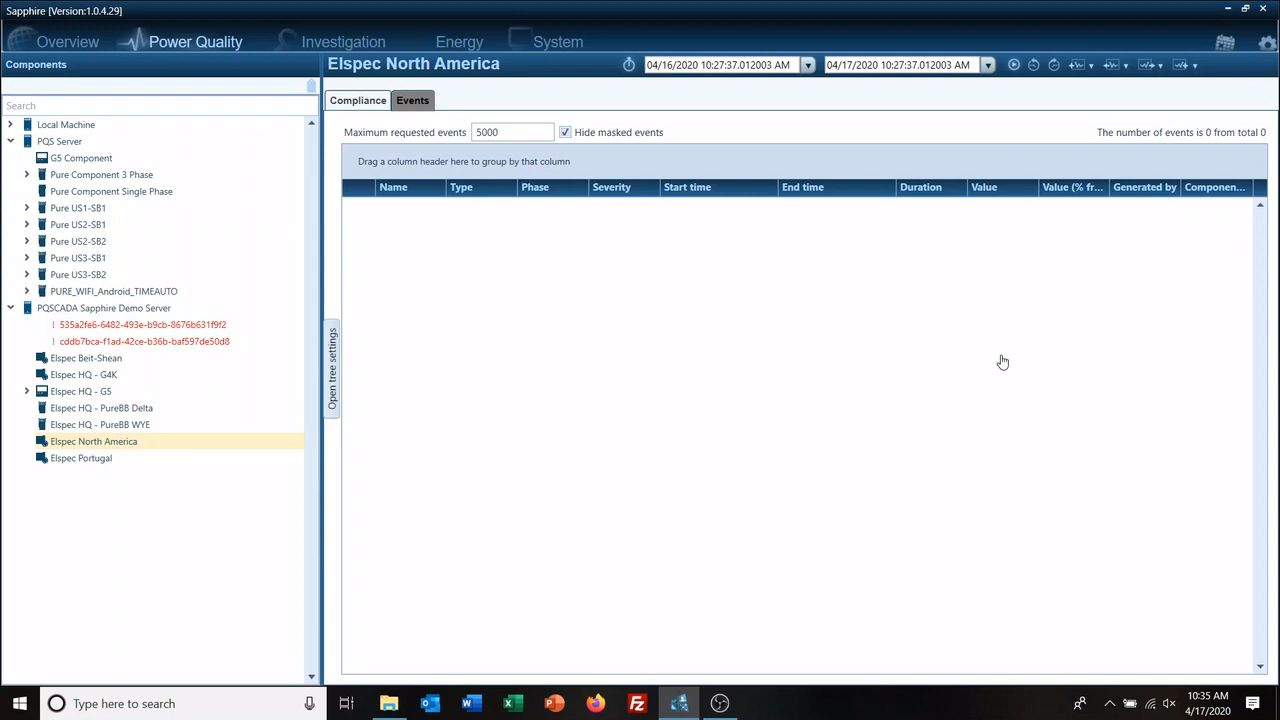 Sapphire [Version:1.0.4.29]
Overview Power Quality Investigation Energy System
Components
Elspec North America
04/16/2020 10:27:37.012003 AM 04/17/2020 10:27:37.012003 AM
Compliance Events
Search
Maximum requested events 5000 Hide masked events The number of events is 0 from total 0
Drag a column header here to group by that column
Name Type Phase Severity Start time End time Duration Value Value (% fr... Generated by Componen...
Local Machine
PQS Server
G5 Component
Pure Component 3 Phase
Pure Component Single Phase
Pure US1-SB1
Pure US2-SB1
Pure US2-SB2
Pure US3-SB1
Pure US3-SB2
PURE_WIFI_Android_TIMEAUTO
PQSCADA Sapphire Demo Server
! 535a2fe6-6482-493e-b9cb-8676b631f9f2
! cddb7bca-f1ad-42ce-b36b-baf597de50d8
Elspec Beit-Shean
Elspec HQ - G4K
Elspec HQ - G5
Elspec HQ - PureBB Delta
Elspec HQ - PureBB WYE
Elspec North America
Elspec Portugal
Open tree settings
Type here to search
10:35 AM
4/17/2020